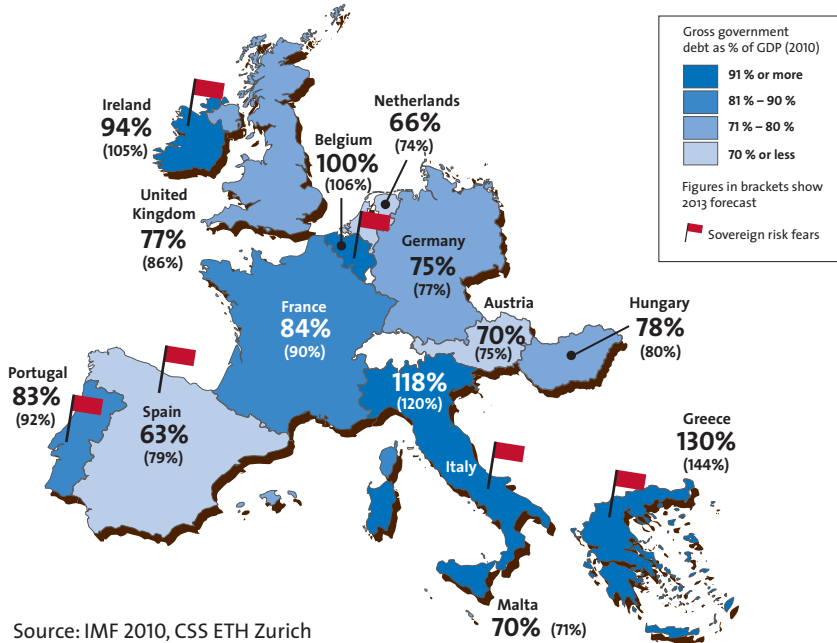 Gross government
debt as % of GDP (2010)
91 % or more
81 % – 90 %
71 % – 80 %
70 % or less
Figures in brackets show
2013 forecast
Sovereign risk fears
Ireland
94%
(105%)
Netherlands
66%
(74%)
Belgium
100%
(106%)
United
Kingdom
77%
(86%)
Germany
75%
(77%)
France
84%
(90%)
Austria
70%
(75%)
Hungary
78%
(80%)
Portugal
83%
(92%)
Spain
63%
(79%)
118%
(120%)
Italy
Greece
130%
(144%)
Malta
70% (71%)
Source: IMF 2010, CSS ETH Zurich